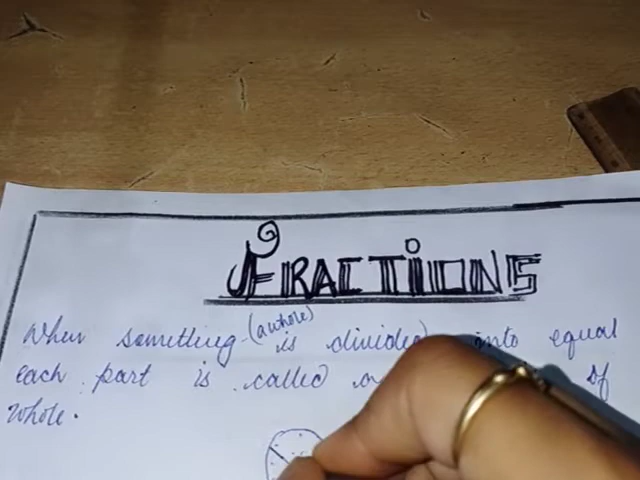 FRACTIONS
When something (a whole) is divided into equal
each part is called a of
whole.